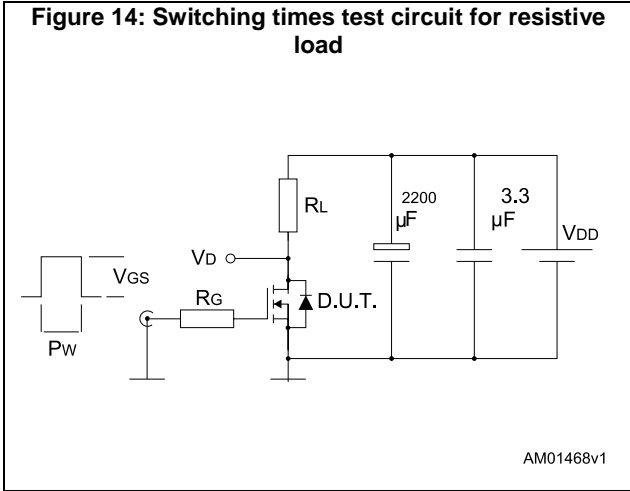 Figure 14: Switching times test circuit for resistive
load
RL
2200
μF
3.3
μF
VDD
VD
VGS
RG
D.U.T.
PW
AM01468v1